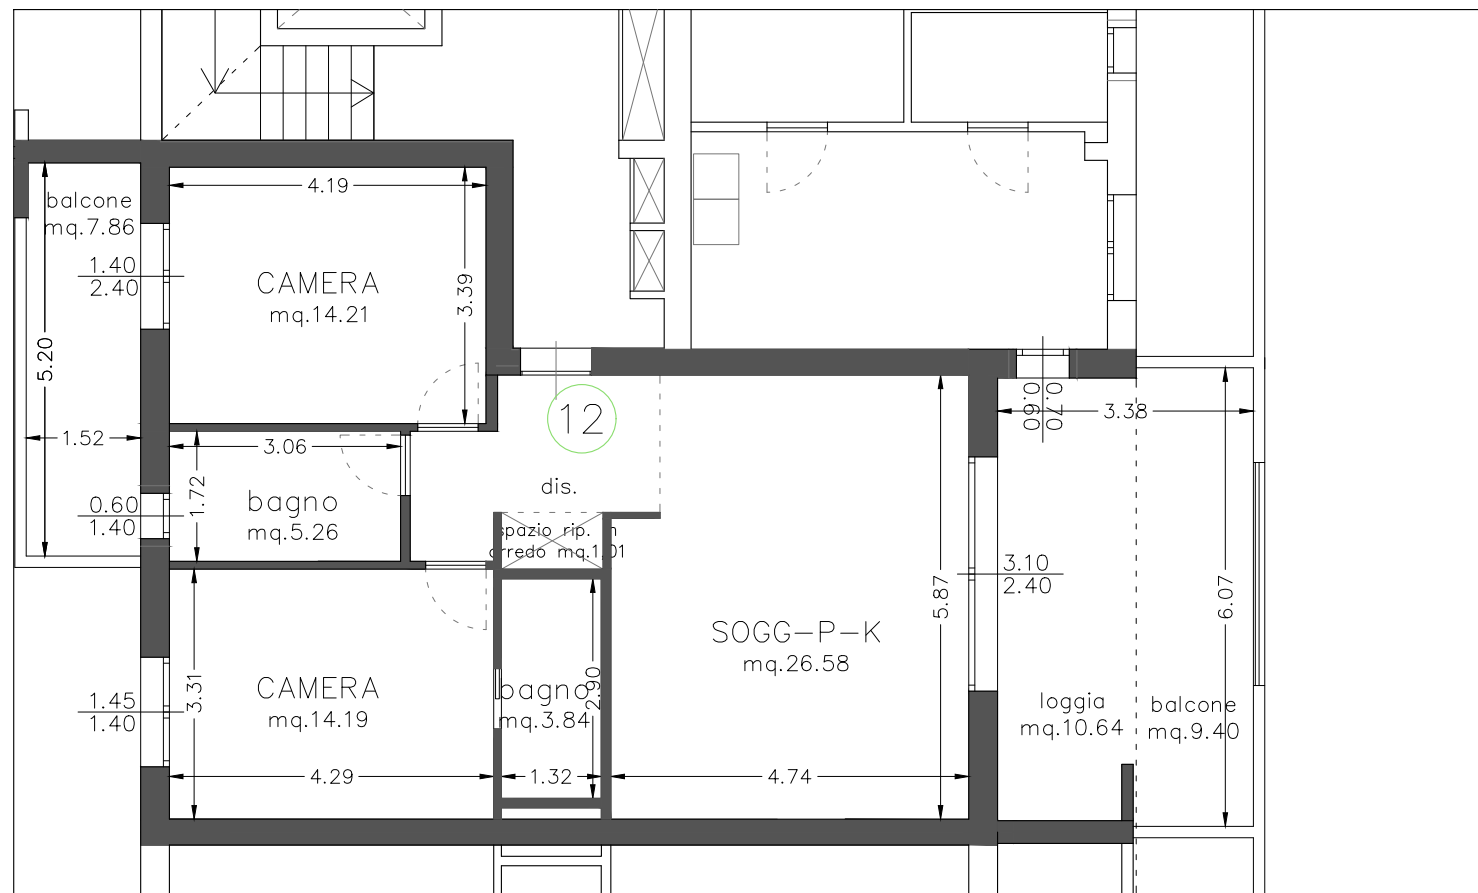 4.19
balcone
mq.7.86
1.40
2.40
CAMERA
mq.14.21
3.39
5.20
12
0.60
0.70
3.38
1.52
3.06
1.72
dis.
bagno
mq.5.26
0.60
1.40
spazio rip. in
arredo mq.1.01
3.10
2.40
5.87
6.07
SOGG-P-K
mq.26.58
CAMERA
mq.14.19
3.31
1.45
1.40
bagno
mq.3.84
2.90
loggia
mq.10.64
balcone
mq.9.40
4.29
1.32
4.74